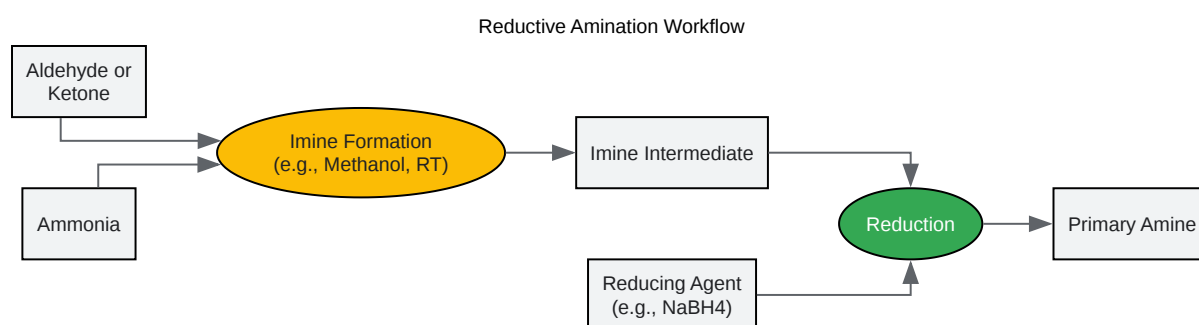 Reductive Amination Workflow
Aldehyde or
Ketone
Ammonia
Imine Formation
(e.g., Methanol, RT)
Imine Intermediate
Reducing Agent
(e.g., NaBH4)
Reduction
Primary Amine